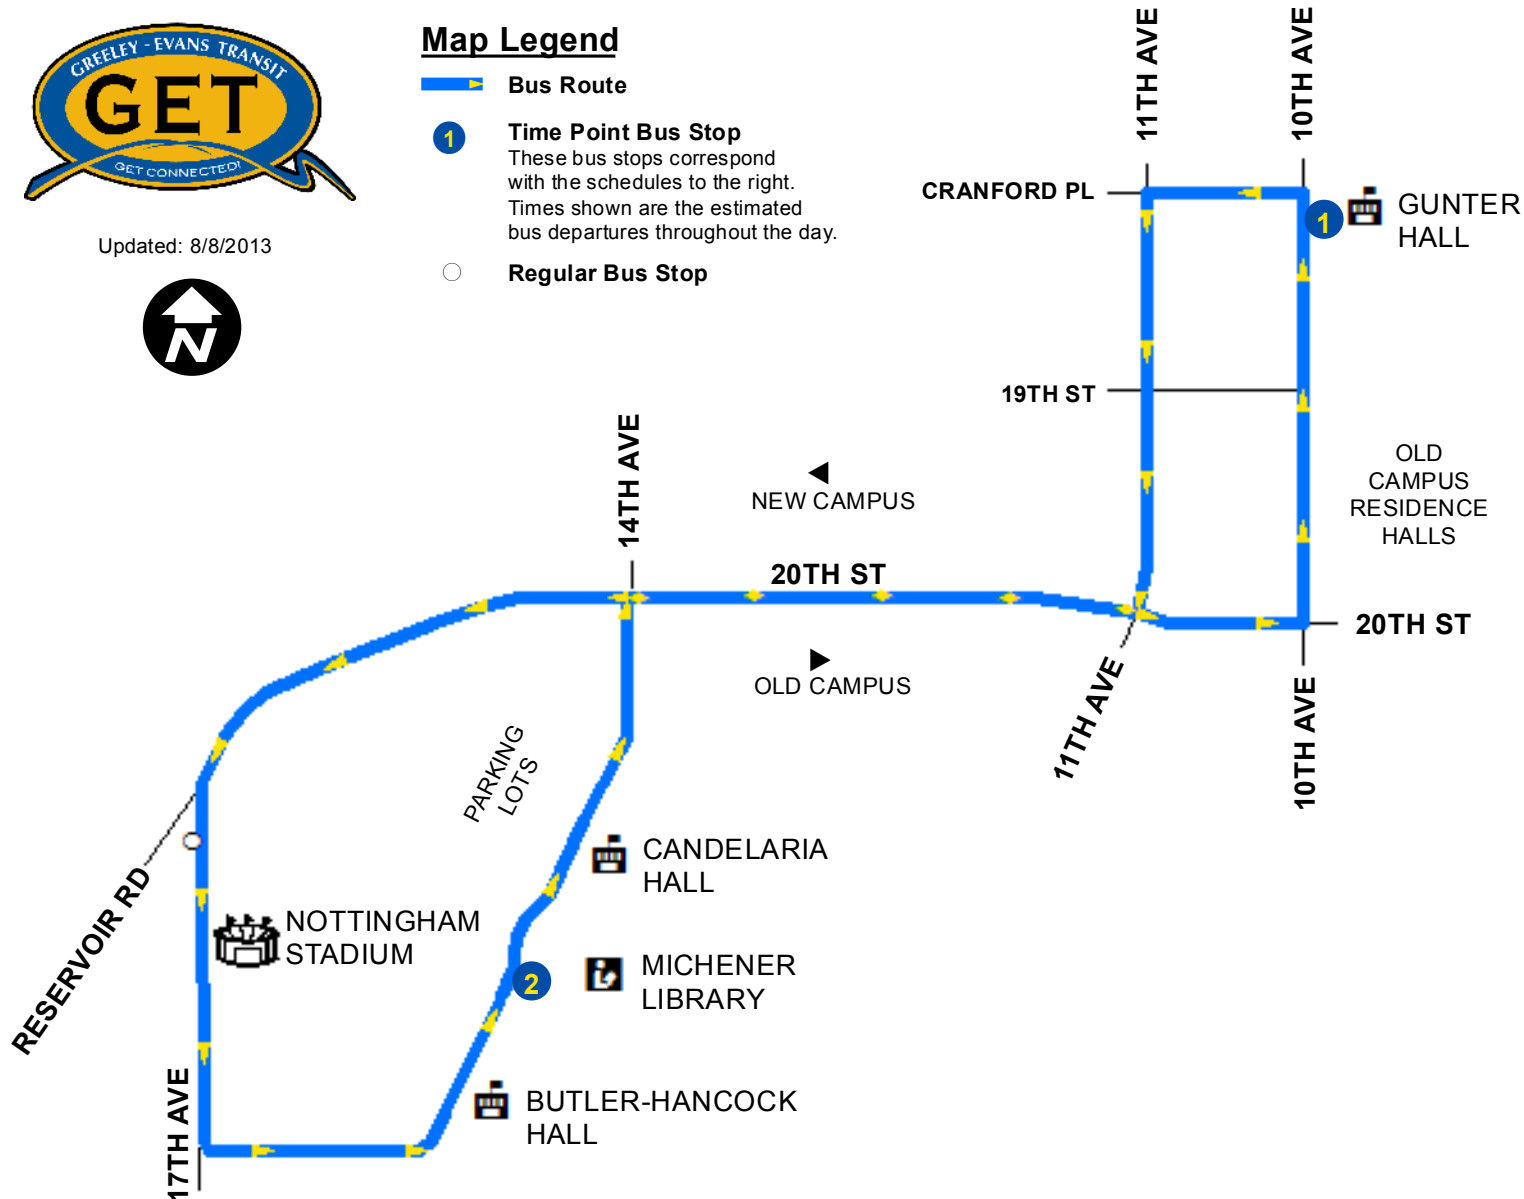 GREELEY - EVANS TRANSIT
GET
GET CONNECTED!
Updated: 8/8/2013
N
Map Legend
Bus Route
1
Time Point Bus Stop
These bus stops correspond
with the schedules to the right.
Times shown are the estimated
bus departures throughout the day.
Regular Bus Stop
11TH AVE
10TH AVE
CRANFORD PL
1
GUNTER
HALL
19TH ST
OLD
CAMPUS
RESIDENCE
HALLS
14TH AVE
NEW CAMPUS
20TH ST
20TH ST
OLD CAMPUS
11TH AVE
10TH AVE
PARKING
LOTS
CANDELARIA
HALL
RESERVOIR RD
NOTTINGHAM
STADIUM
2
MICHENER
LIBRARY
17TH AVE
BUTLER-HANCOCK
HALL